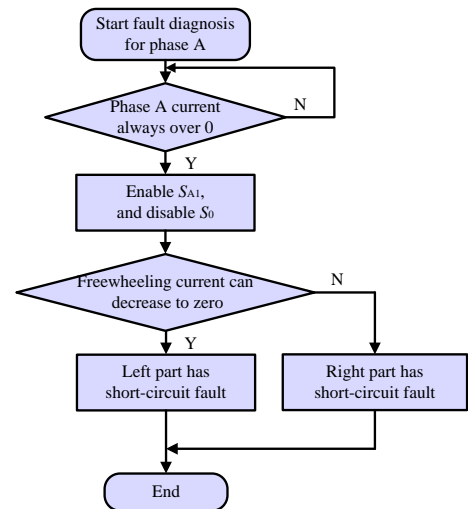 Start fault diagnosis
for phase A
Phase A current
always over 0
N
Y
Enable SA1,
and disable S0
Freewheeling current can
decrease to zero
N
Y
Left part has
short-circuit fault
Right part has
short-circuit fault
End